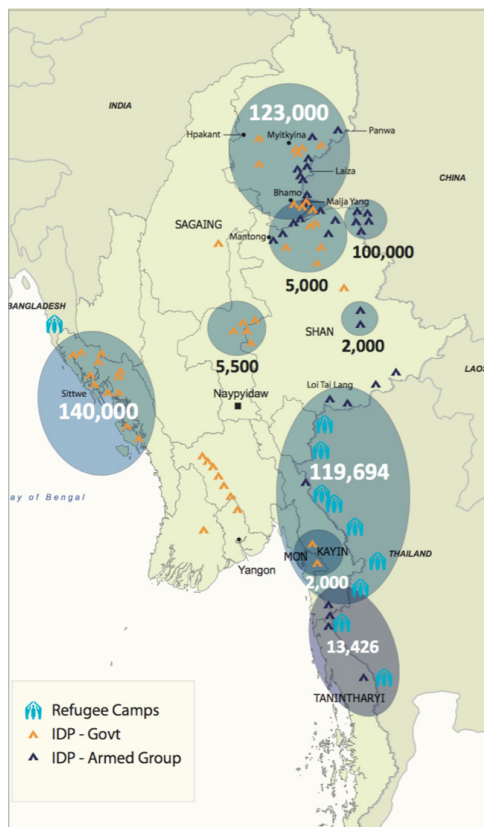 INDIA
123,000
Hpakant
Myitkyina
Panwa
Laiza
CHINA
Bhamo
Maija Yang
SAGAING
Mantong
100,000
5,000
BANGLADESH
SHAN
2,000
5,500
LAOS
Loi Tai Lang
Sittwe
Naypyidaw
140,000
119,694
ay of Bengal
MON
KAYIN
THAILAND
Yangon
2,000
13,426
TANINTHARYI
Refugee Camps
IDP - Govt
IDP - Armed Group